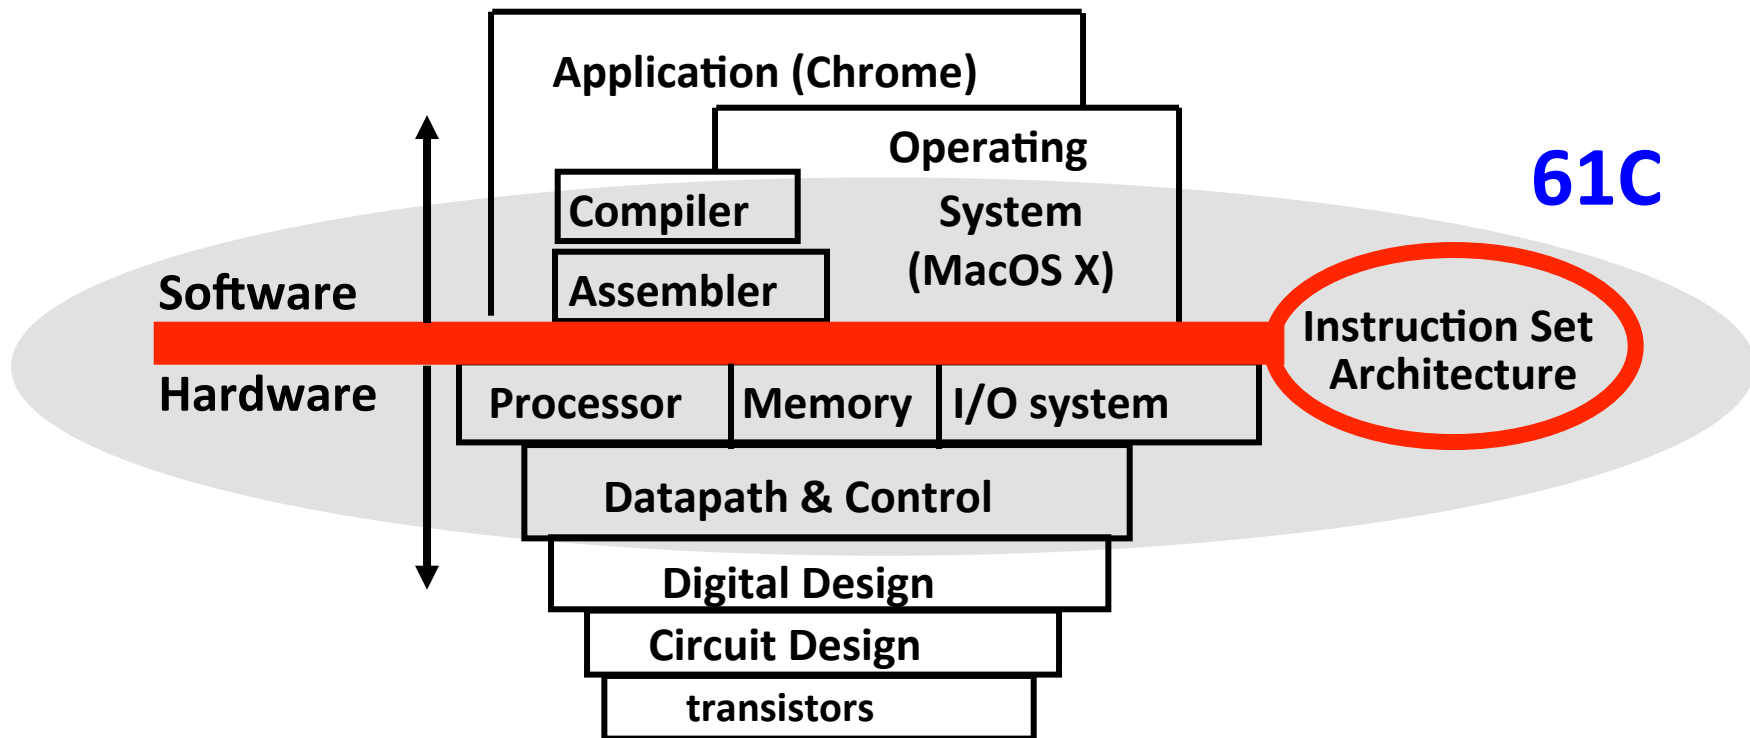 Application (Chrome)
Operating
System
(MacOS X)
61C
Compiler
Assembler
Software
Hardware
Instruction Set
Architecture
Processor
Memory
I/O system
Datapath & Control
Digital Design
Circuit Design
transistors